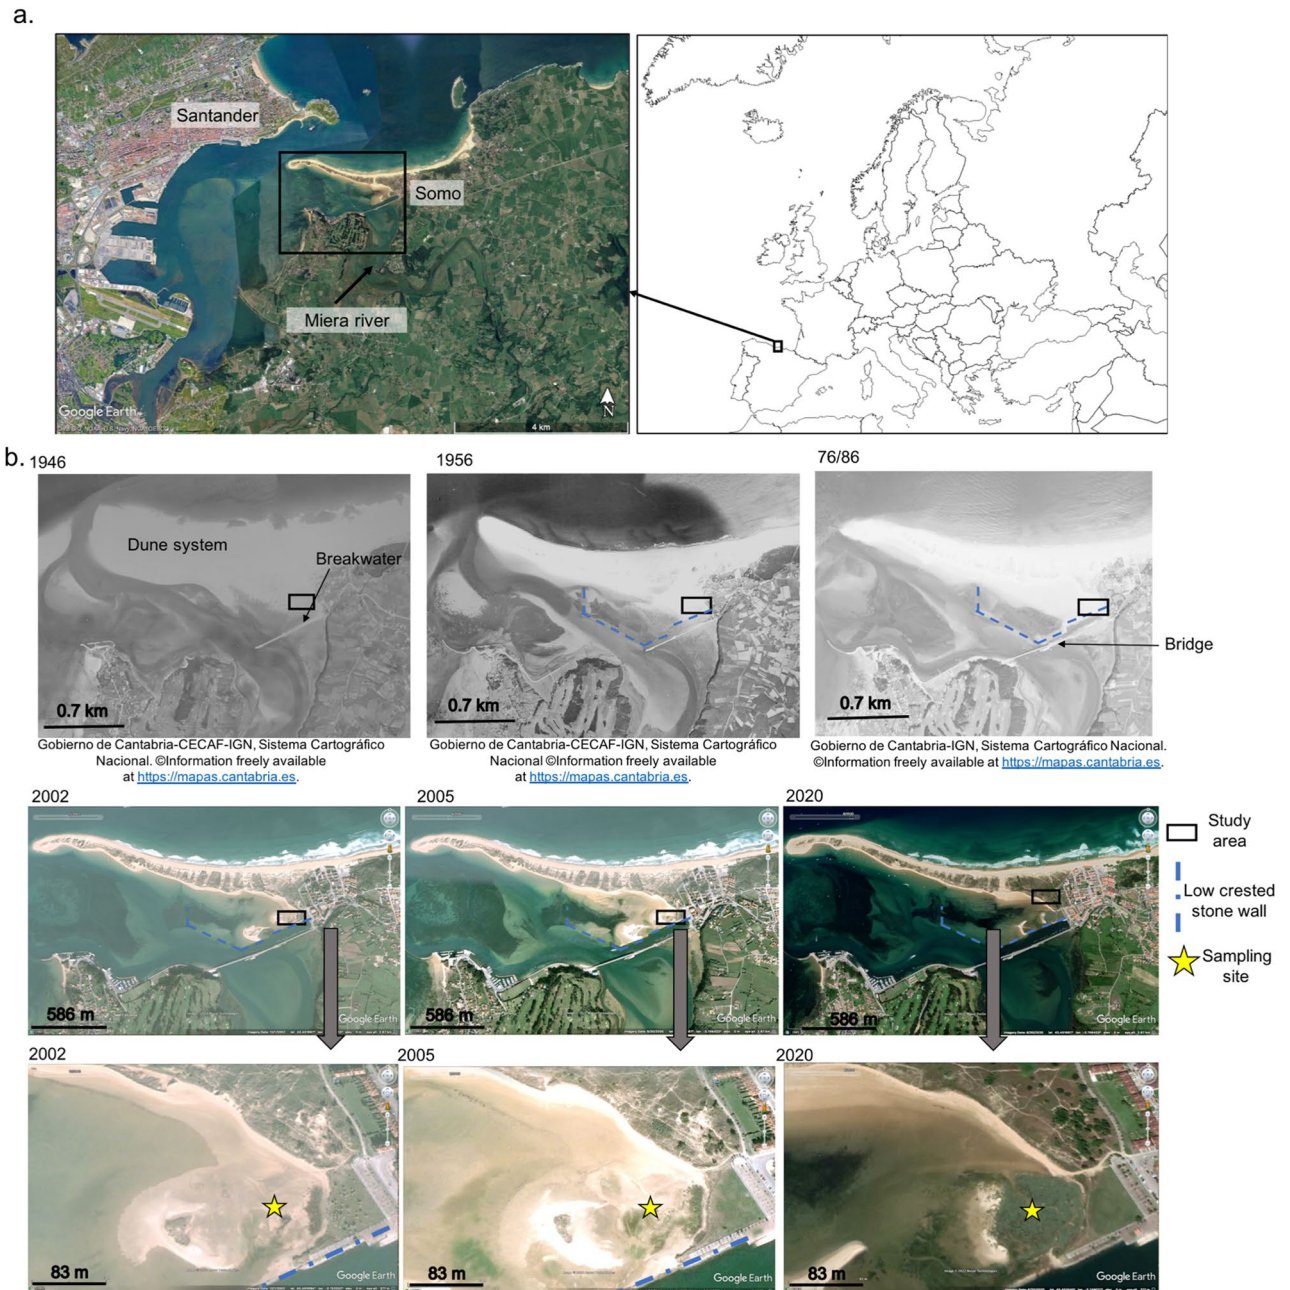 a.
Santander
Somo
Miera river
Google Earth
N
4 km
b.
1946
1956
76/86
Dune system
Breakwater
Bridge
0.7 km
0.7 km
0.7 km
Gobierno de Cantabria-CECAF-IGN, Sistema Cartográfico
Nacional. ©Information freely available
at https://mapas.cantabria.es.
Gobierno de Cantabria-CECAF-IGN, Sistema Cartográfico
Nacional ©Information freely available
at https://mapas.cantabria.es.
Gobierno de Cantabria-IGN, Sistema Cartográfico Nacional.
©Information freely available at https://mapas.cantabria.es.
2002
2005
2020
586 m
Google Earth
586 m
Google Earth
586 m
Google Earth
Study
area
Low crested
stone wall
Sampling
site
2002
2005
2020
83 m
Google Earth
83 m
Google Earth
83 m
Google Earth